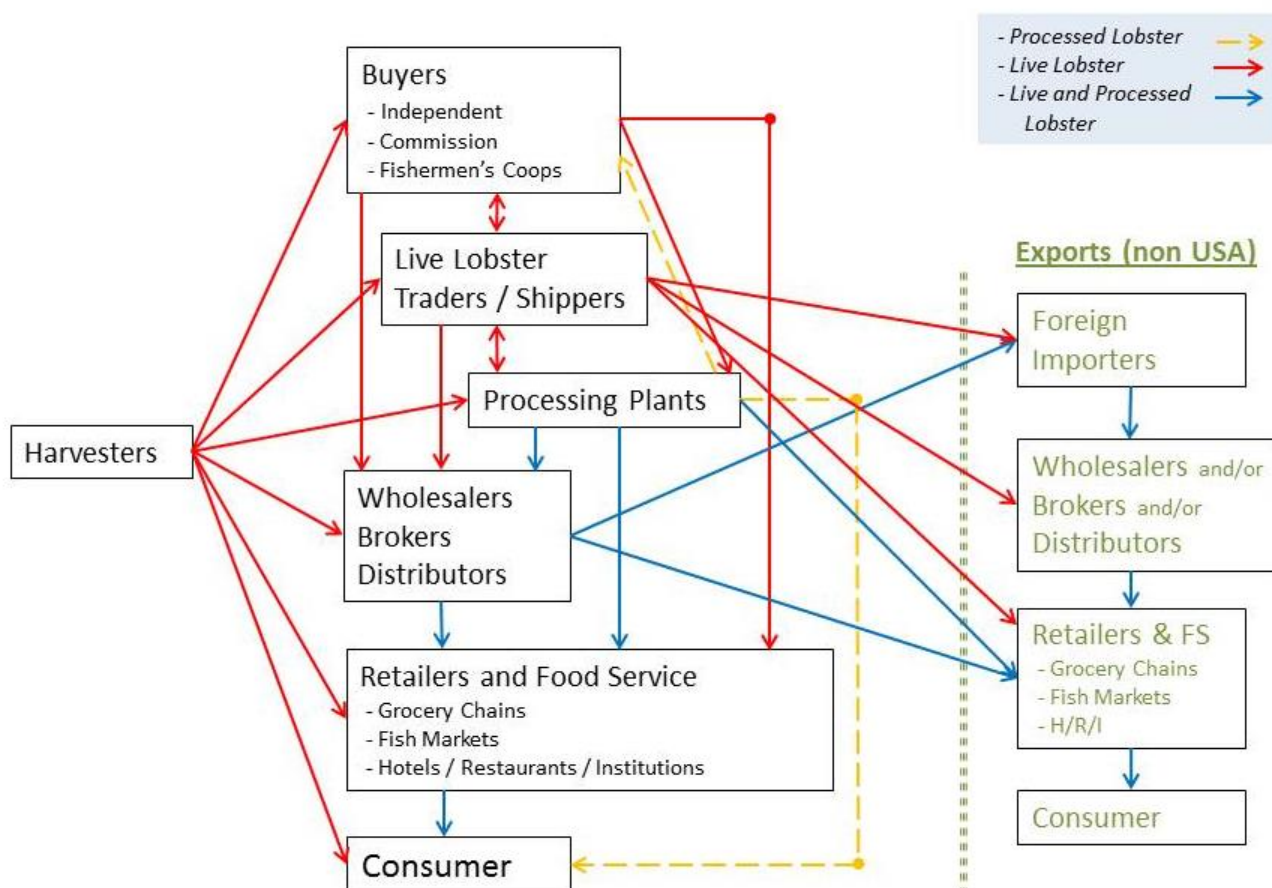 - Processed Lobster
- Live Lobster
- Live and Processed
Lobster
Buyers
- Independent
- Commission
- Fishermen's Coops
Live Lobster
Traders / Shippers
Processing Plants
Harvesters
Wholesalers
Brokers
Distributors
Retailers and Food Service
- Grocery Chains
- Fish Markets
- Hotels / Restaurants / Institutions
Consumer
Exports (non USA)
Foreign
Importers
Wholesalers and/or
Brokers and/or
Distributors
Retailers & FS
- Grocery Chains
- Fish Markets
- H/R/I
Consumer